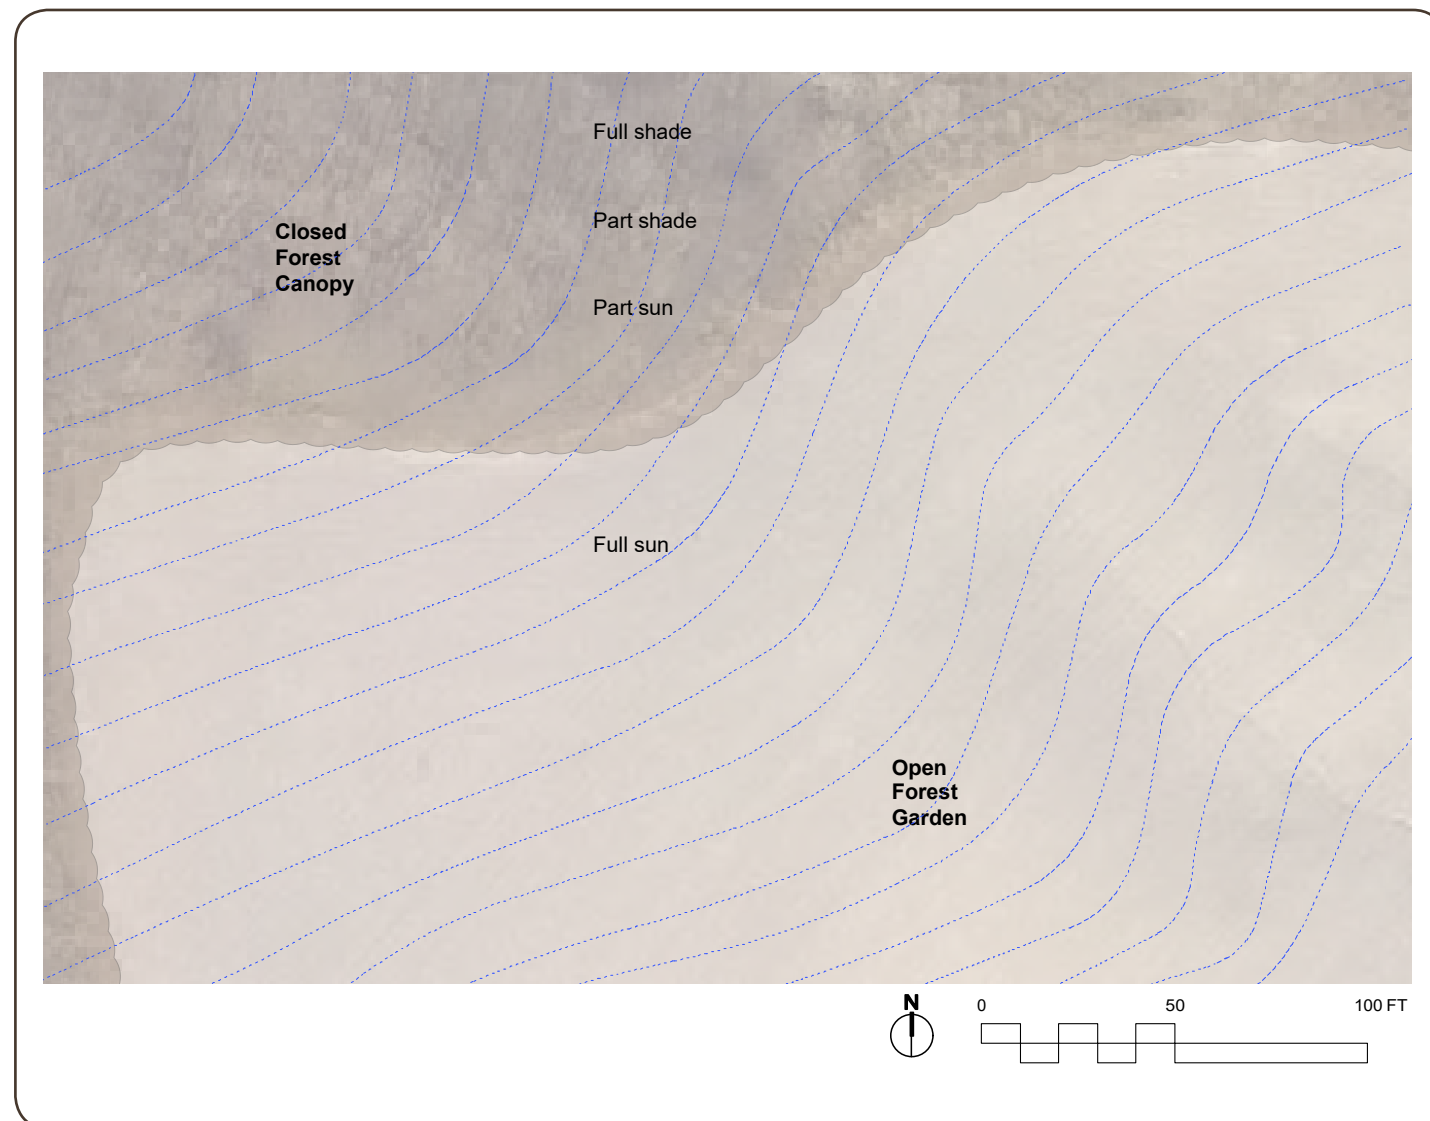 Full shade
Part shade
Closed
Forest
Canopy
Part sun
Full sun
Open
Forest
Garden
N
0 50 100 FT